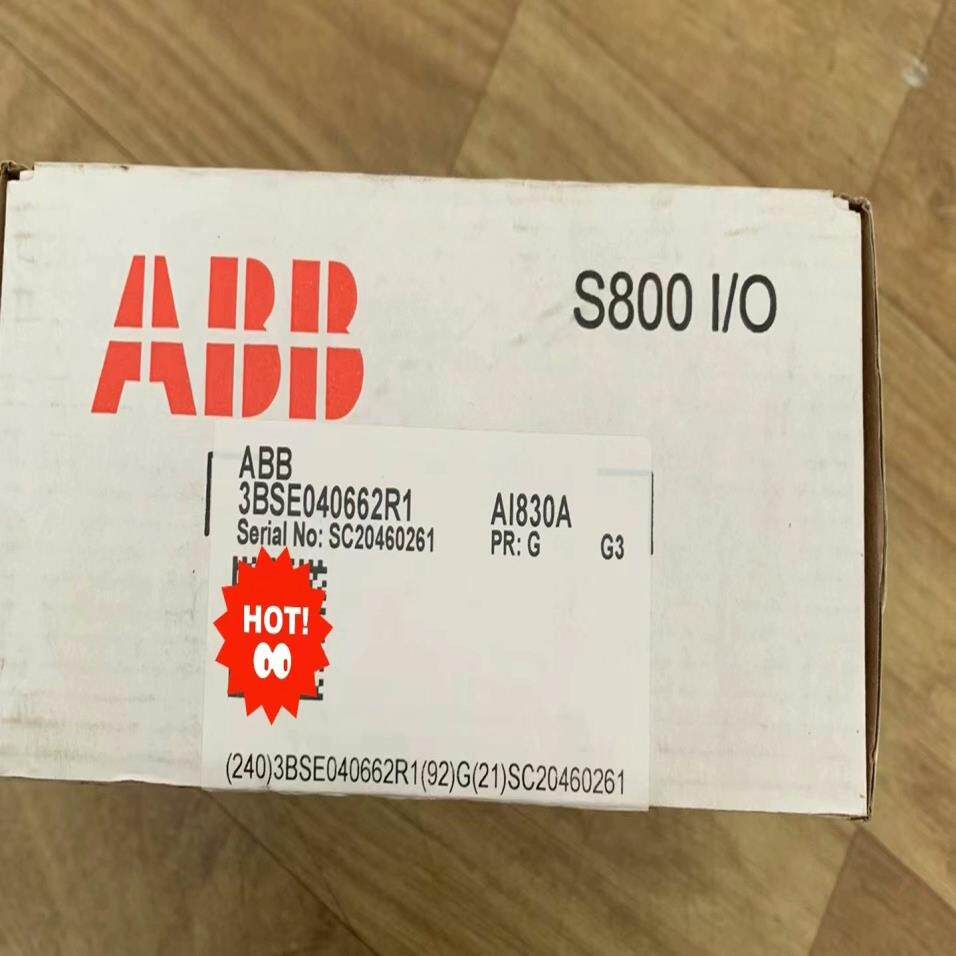 ABB
S800 I/O
ABB
3BSE040662R1 AI830A
Serial No: SC20460261 PR: G G3
HOT!
(240)3BSE040662R1(92)G(21)SC20460261